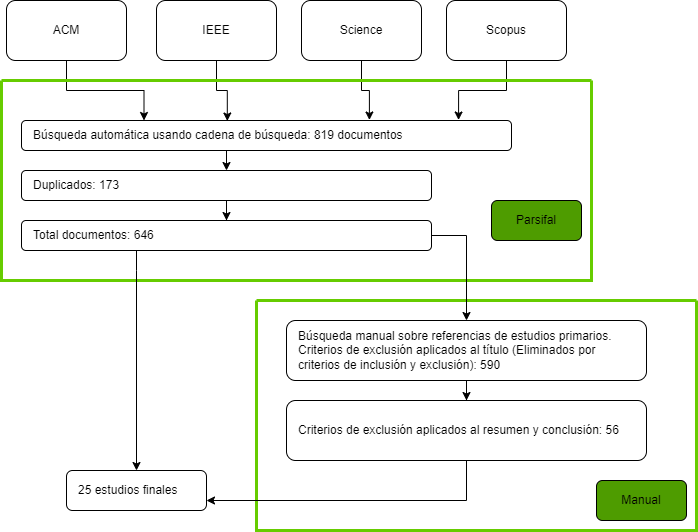 ACM
IEEE
Science
Scopus
Búsqueda automática usando cadena de búsqueda: 819 documentos
Duplicados: 173
Parsifal
Total documentos: 646
Búsqueda manual sobre referencias de estudios primarios.
Criterios de exclusión aplicados al título (Eliminados por
criterios de inclusión y exclusión): 590
Criterios de exclusión aplicados al resumen y conclusión: 56
25 estudios finales
Manual